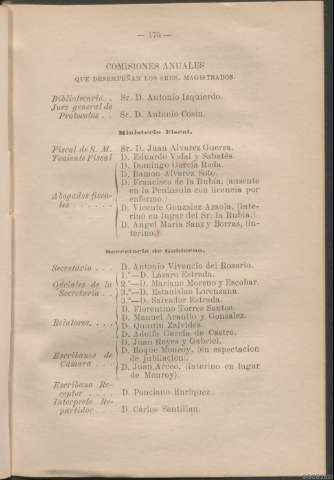 — 175 —
COMISIONES ANUALES
QUE DESEMPEÑAN LOS SRES. MAGISTRADOS.
Bibliotecario . . Sr. D. Antonio Izquierdo.
Juez general de
Probantos . . Sr. D. Antonio Cosin.
Ministerio Fiscal.
Fiscal de S. M. Sr. D. Juan Alvarez Guerra.
Teniente Fiscal D. Eduardo Vidal y Sabatés.
D. Domingo García Roda.
D. Ramon Alvarez Soto.
D. Francisco de la Rubia, (ausente
en la Península con licencia por
enfermo.)
Abogados fisca-
les . . . . . . D. Vicente Gonzalez Azaola, (inte-
rino en lugar del Sr. la Rubia.)
D. Angel María Sanz y Borras, (in-
terino.)
Secretaría de Gobierno.
Secretario . . . D. Antonio Vivencio del Rosario.
1.º—D. Lázaro Estrada.
Oficiales de la 2.º—D. Mariano Moreno y Escobar.
Secretaría . . 3.º—D. Estanislao Lorenzana.
3.º—D. Salvador Estrada.
D. Florentino Torres Santos.
D. Manuel Araullo y Gonzalez.
Relatores. . . . D. Quintin Zalvidea.
D. Adolfo García de Castro.
D. Juan Reyes y Gabriel.
D. Roque Monroy, (en espectacion
de jubilacion).
Escribanos de
Cámara . . . D. Juan Arceo, (interino en lugar
de Monroy).
Escribano Re-
ceptor . . . . D. Ponciano Enriquez.
Intérprete Re-
partidor . . . D. Cárlos Santillan.